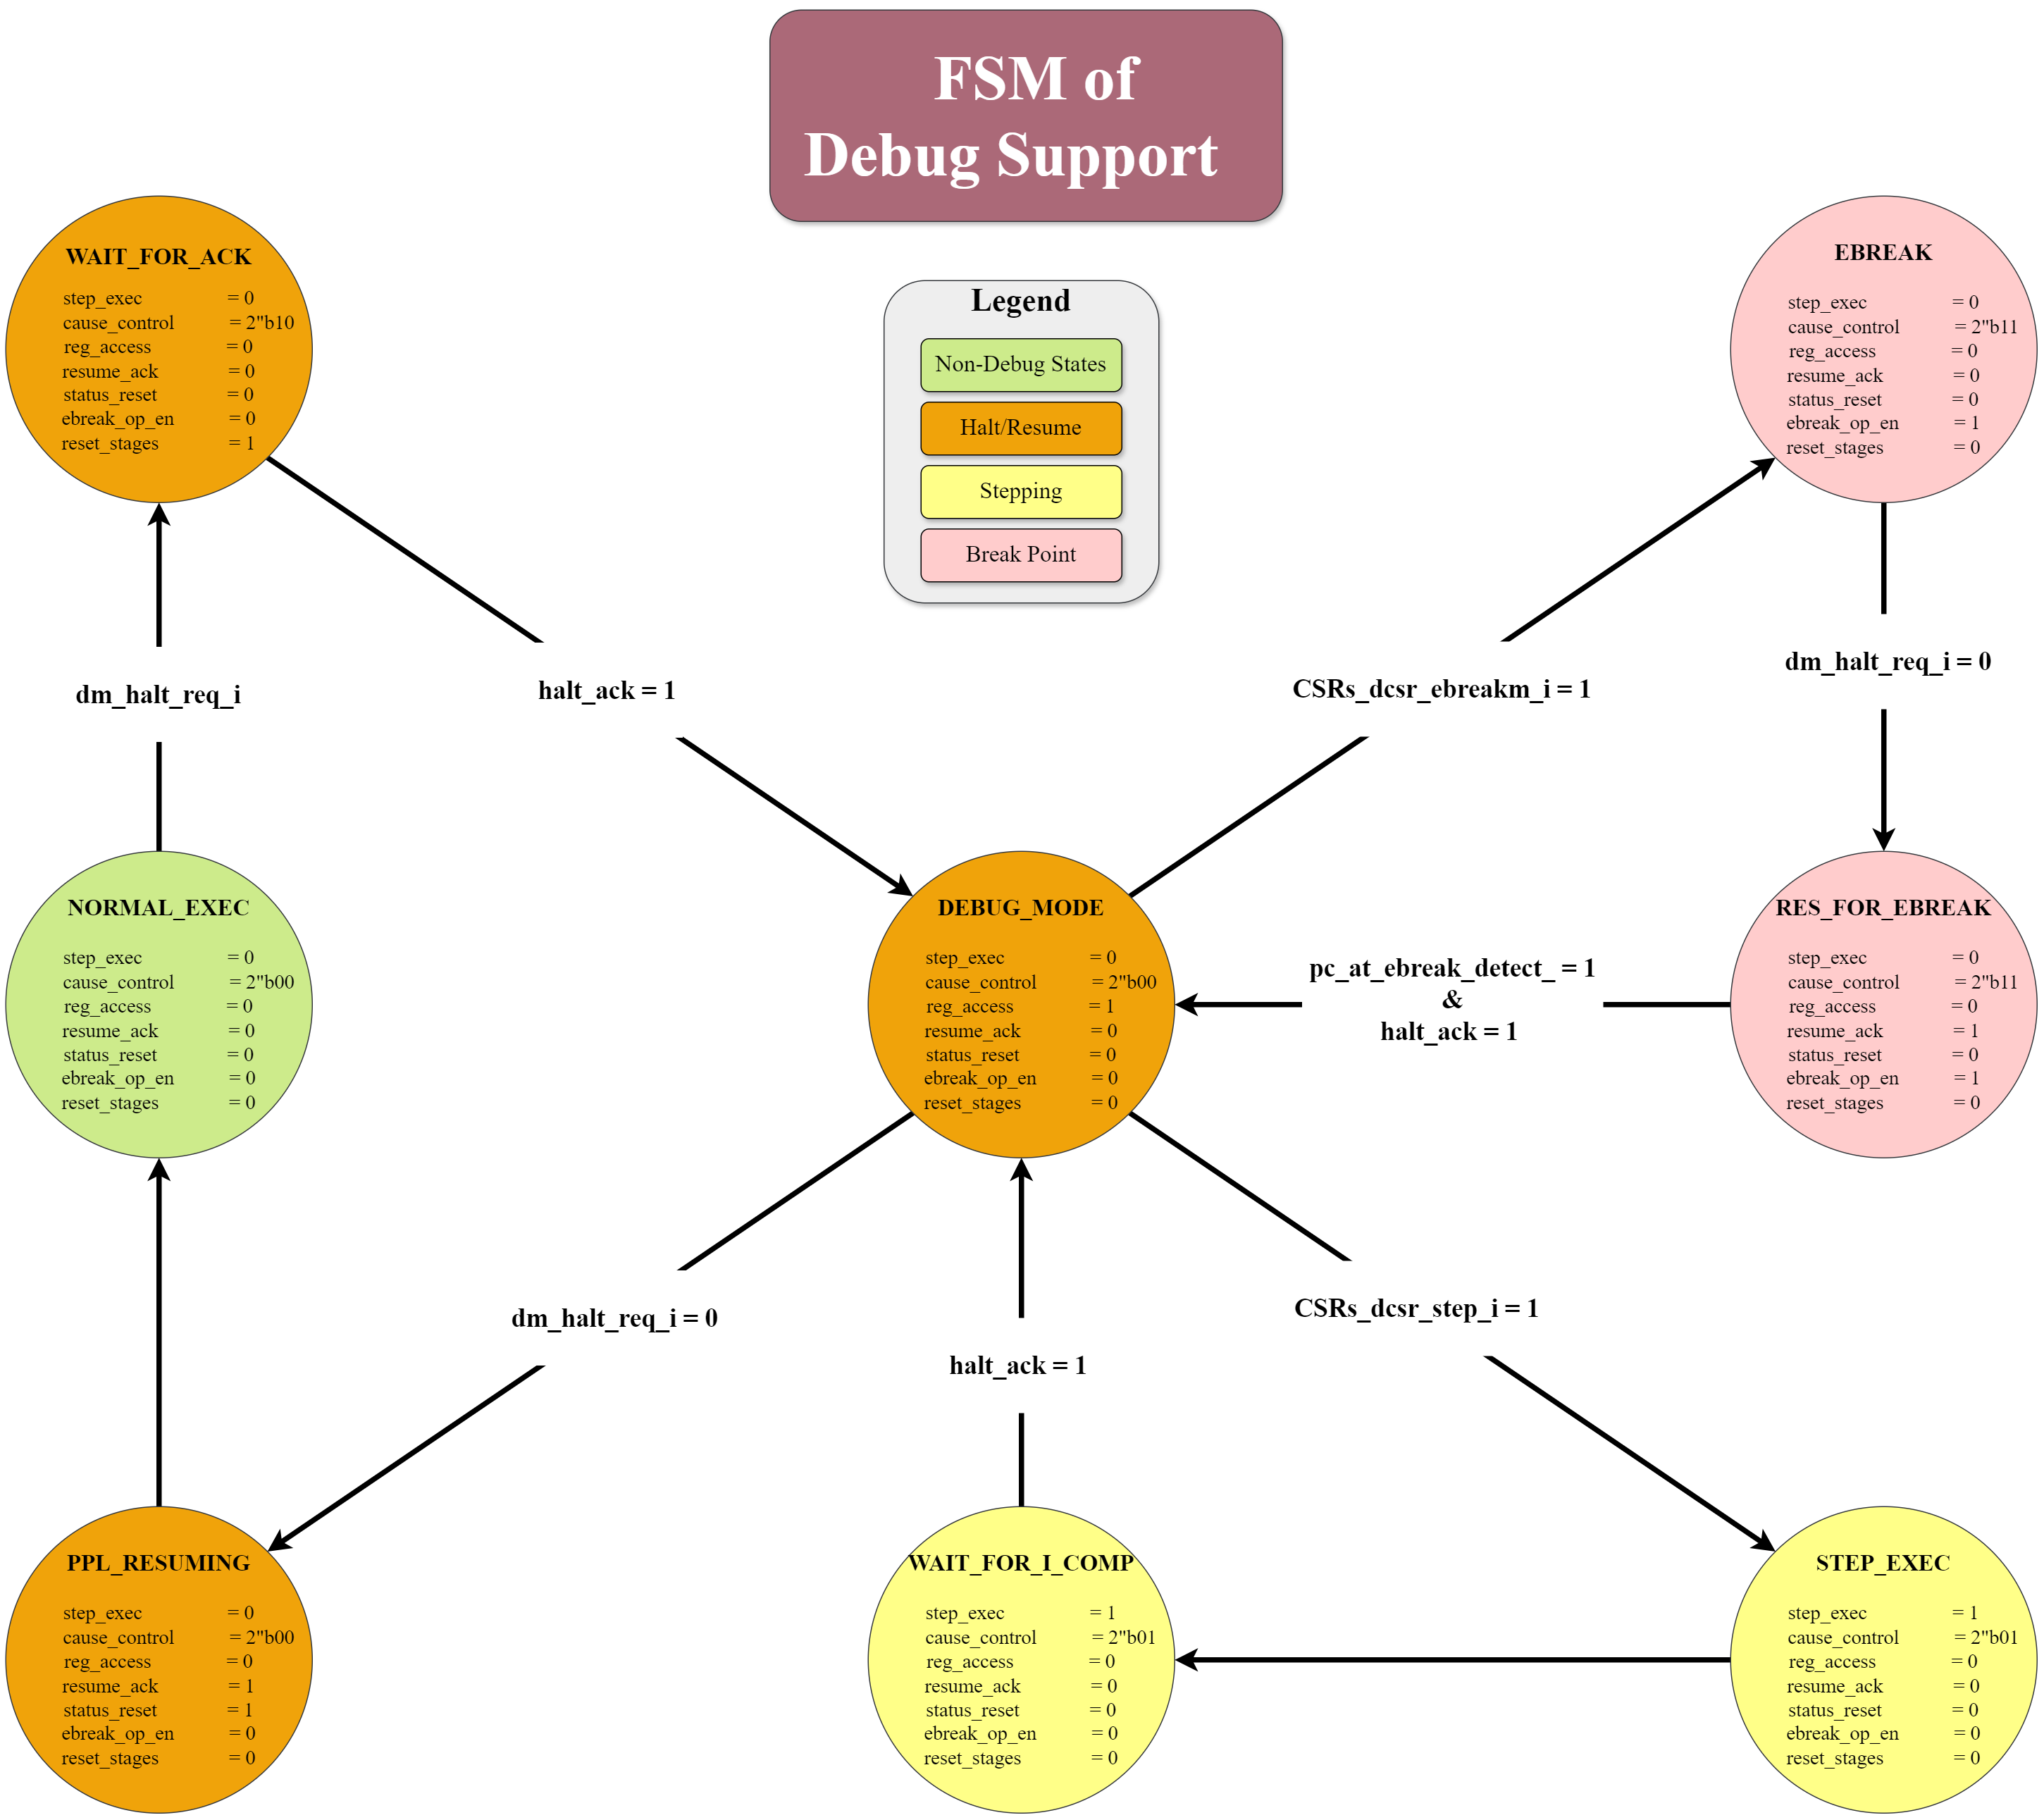 FSM of
Debug Support
Legend
Non-Debug States
Halt/Resume
Stepping
Break Point
WAIT_FOR_ACK
step_exec = 0
cause_control = 2"b10
reg_access = 0
resume_ack = 0
status_reset = 0
ebreak_op_en = 0
reset_stages = 1
EBREAK
step_exec = 0
cause_control = 2"b11
reg_access = 0
resume_ack = 0
status_reset = 0
ebreak_op_en = 1
reset_stages = 0
dm_halt_req_i
halt_ack = 1
CSRs_dcsr_ebreakm_i = 1
dm_halt_req_i = 0
NORMAL_EXEC
step_exec = 0
cause_control = 2"b00
reg_access = 0
resume_ack = 0
status_reset = 0
ebreak_op_en = 0
reset_stages = 0
DEBUG_MODE
step_exec = 0
cause_control = 2"b00
reg_access = 1
resume_ack = 0
status_reset = 0
ebreak_op_en = 0
reset_stages = 0
pc_at_ebreak_detect_ = 1
&
halt_ack = 1
RES_FOR_EBREAK
step_exec = 0
cause_control = 2"b11
reg_access = 0
resume_ack = 1
status_reset = 0
ebreak_op_en = 1
reset_stages = 0
dm_halt_req_i = 0
halt_ack = 1
CSRs_dcsr_step_i = 1
PPL_RESUMING
step_exec = 0
cause_control = 2"b00
reg_access = 0
resume_ack = 1
status_reset = 1
ebreak_op_en = 0
reset_stages = 0
WAIT_FOR_I_COMP
step_exec = 1
cause_control = 2"b01
reg_access = 0
resume_ack = 0
status_reset = 0
ebreak_op_en = 0
reset_stages = 0
STEP_EXEC
step_exec = 1
cause_control = 2"b01
reg_access = 0
resume_ack = 0
status_reset = 0
ebreak_op_en = 0
reset_stages = 0